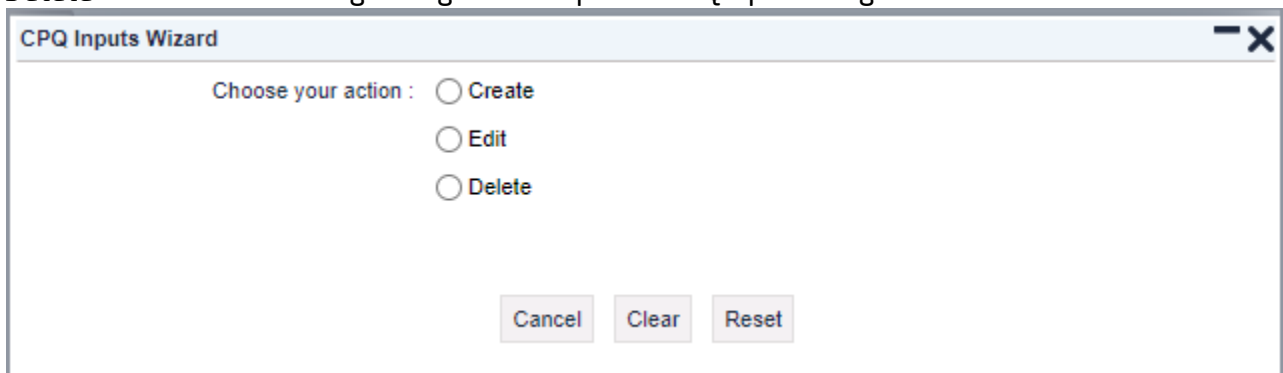 CPQ Inputs Wizard
Choose your action : Create
Edit
Delete
Cancel Clear Reset